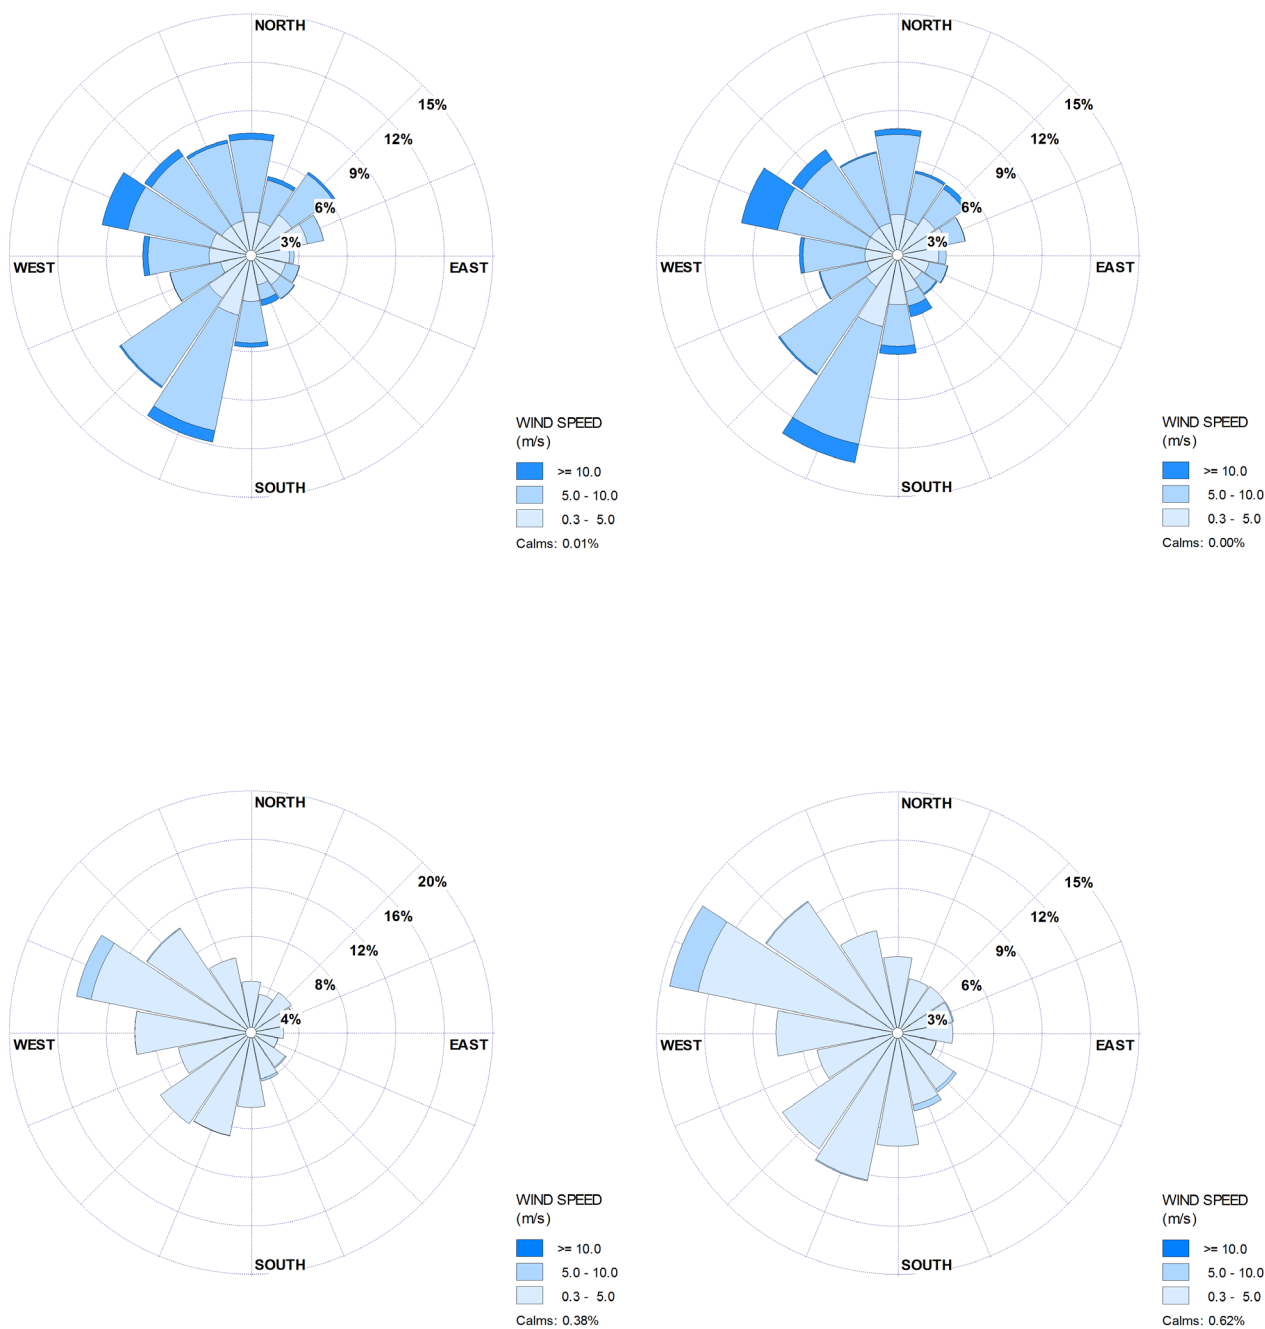 NORTH
15%
12%
9%
6%
3%
WEST
EAST
SOUTH
WIND SPEED
(m/s)
>= 10.0
5.0 - 10.0
0.3 - 5.0
Calms: 0.01%
NORTH
15%
12%
9%
6%
3%
WEST
EAST
SOUTH
WIND SPEED
(m/s)
>= 10.0
5.0 - 10.0
0.3 - 5.0
Calms: 0.00%
NORTH
20%
16%
12%
8%
4%
WEST
EAST
SOUTH
WIND SPEED
(m/s)
>= 10.0
5.0 - 10.0
0.3 - 5.0
Calms: 0.38%
NORTH
15%
12%
9%
6%
3%
WEST
EAST
SOUTH
WIND SPEED
(m/s)
>= 10.0
5.0 - 10.0
0.3 - 5.0
Calms: 0.62%